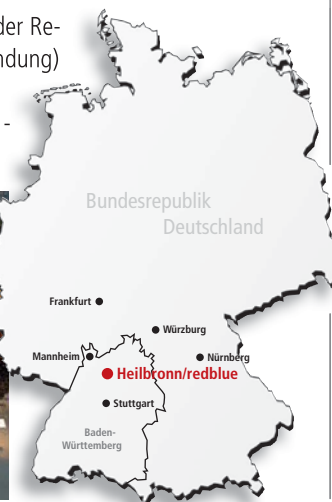 der Re-
ndung)
-
Bundesrepublik
Deutschland
Frankfurt
Würzburg
Mannheim
Nürnberg
Heilbronn/redblue
Stuttgart
Baden-
Württemberg